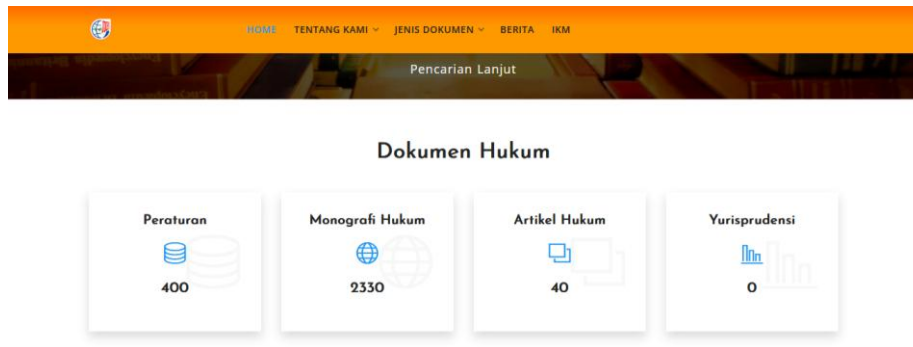 HOME TENTANG KAMI JENIS DOKUMEN BERITA IKM
Pencarian Lanjut
Dokumen Hukum
Peraturan Monografi Hukum Artikel Hukum Yurisprudensi
400 2330 40 0